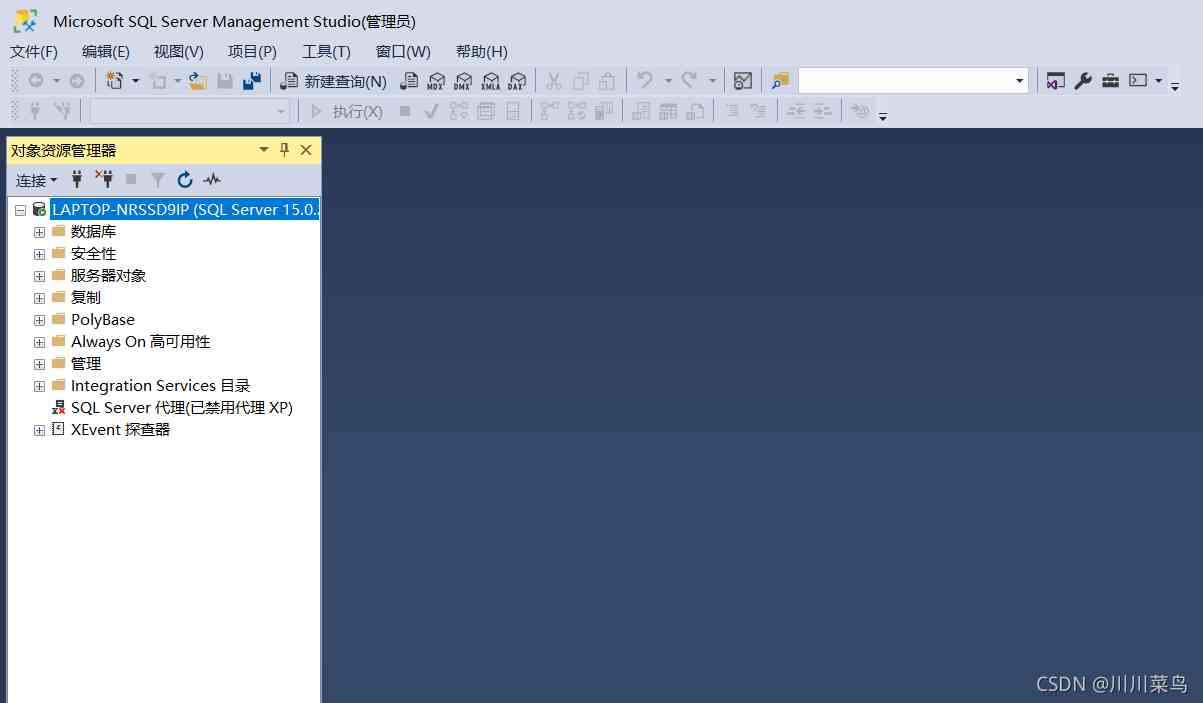 Microsoft SQL Server Management Studio(管理员)
文件(F) 编辑(E) 视图(V) 项目(P) 工具(T) 窗口(W) 帮助(H)
新建查询(N) MDX DMX XMLA DAX
执行(X)
对象资源管理器
连接
LAPTOP-NRSSD9IP (SQL Server 15.0.
数据库
安全性
服务器对象
复制
PolyBase
Always On 高可用性
管理
Integration Services 目录
SQL Server 代理(已禁用代理 XP)
XEvent 探查器
CSDN @川川菜鸟